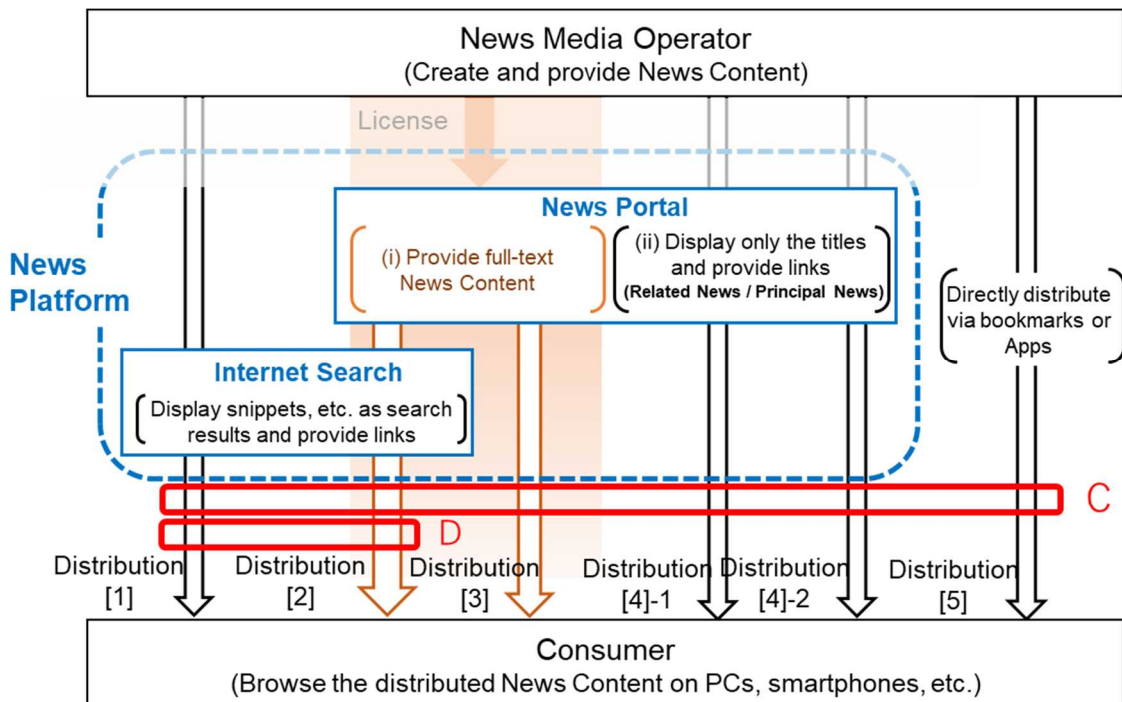 News Media Operator
(Create and provide News Content)
License
News Portal
(i) Provide full-text
News Content
(ii) Display only the titles
and provide links
(Related News / Principal News)
News
Platform
Directly distribute
via bookmarks or
Apps
Internet Search
Display snippets, etc. as search
results and provide links
C
D
Distribution
[1]
Distribution
[2]
Distribution
[3]
Distribution
[4]-1
Distribution
[4]-2
Distribution
[5]
Consumer
(Browse the distributed News Content on PCs, smartphones, etc.)